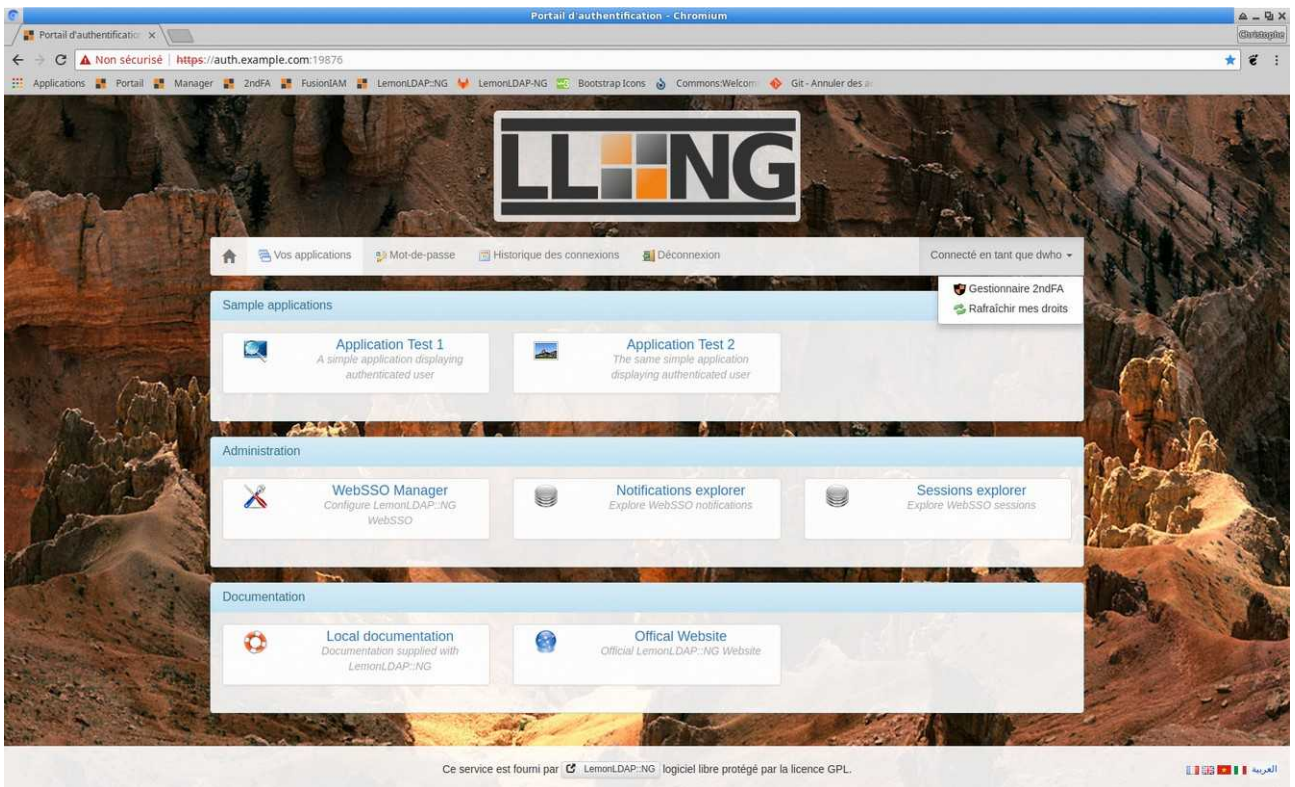 Portail d'authentification - Chromium
Portail d'authentificatio
Christophe
Non sécurisé https://auth.example.com:19876
Applications Portail Manager 2ndFA FusionIAM LemonLDAP::NG LemonLDAP-NG Bootstrap Icons Commons:Welcom Git - Annuler des
LL NG
Vos applications Mot-de-passe Historique des connexions Déconnexion Connecté en tant que dwho
Gestionnaire 2ndFA
Rafraîchir mes droits
Sample applications
Application Test 1
A simple application displaying
authenticated user
Application Test 2
The same simple application
displaying authenticated user
Administration
WebSSO Manager
Configure LemonLDAP::NG
WebSSO
Notifications explorer
Explore WebSSO notifications
Sessions explorer
Explore WebSSO sessions
Documentation
Local documentation
Documentation supplied with
LemonLDAP::NG
Offical Website
Official LemonLDAP::NG Website
Ce service est fourni par LemonLDAP::NG logiciel libre protégé par la licence GPL.
العربية